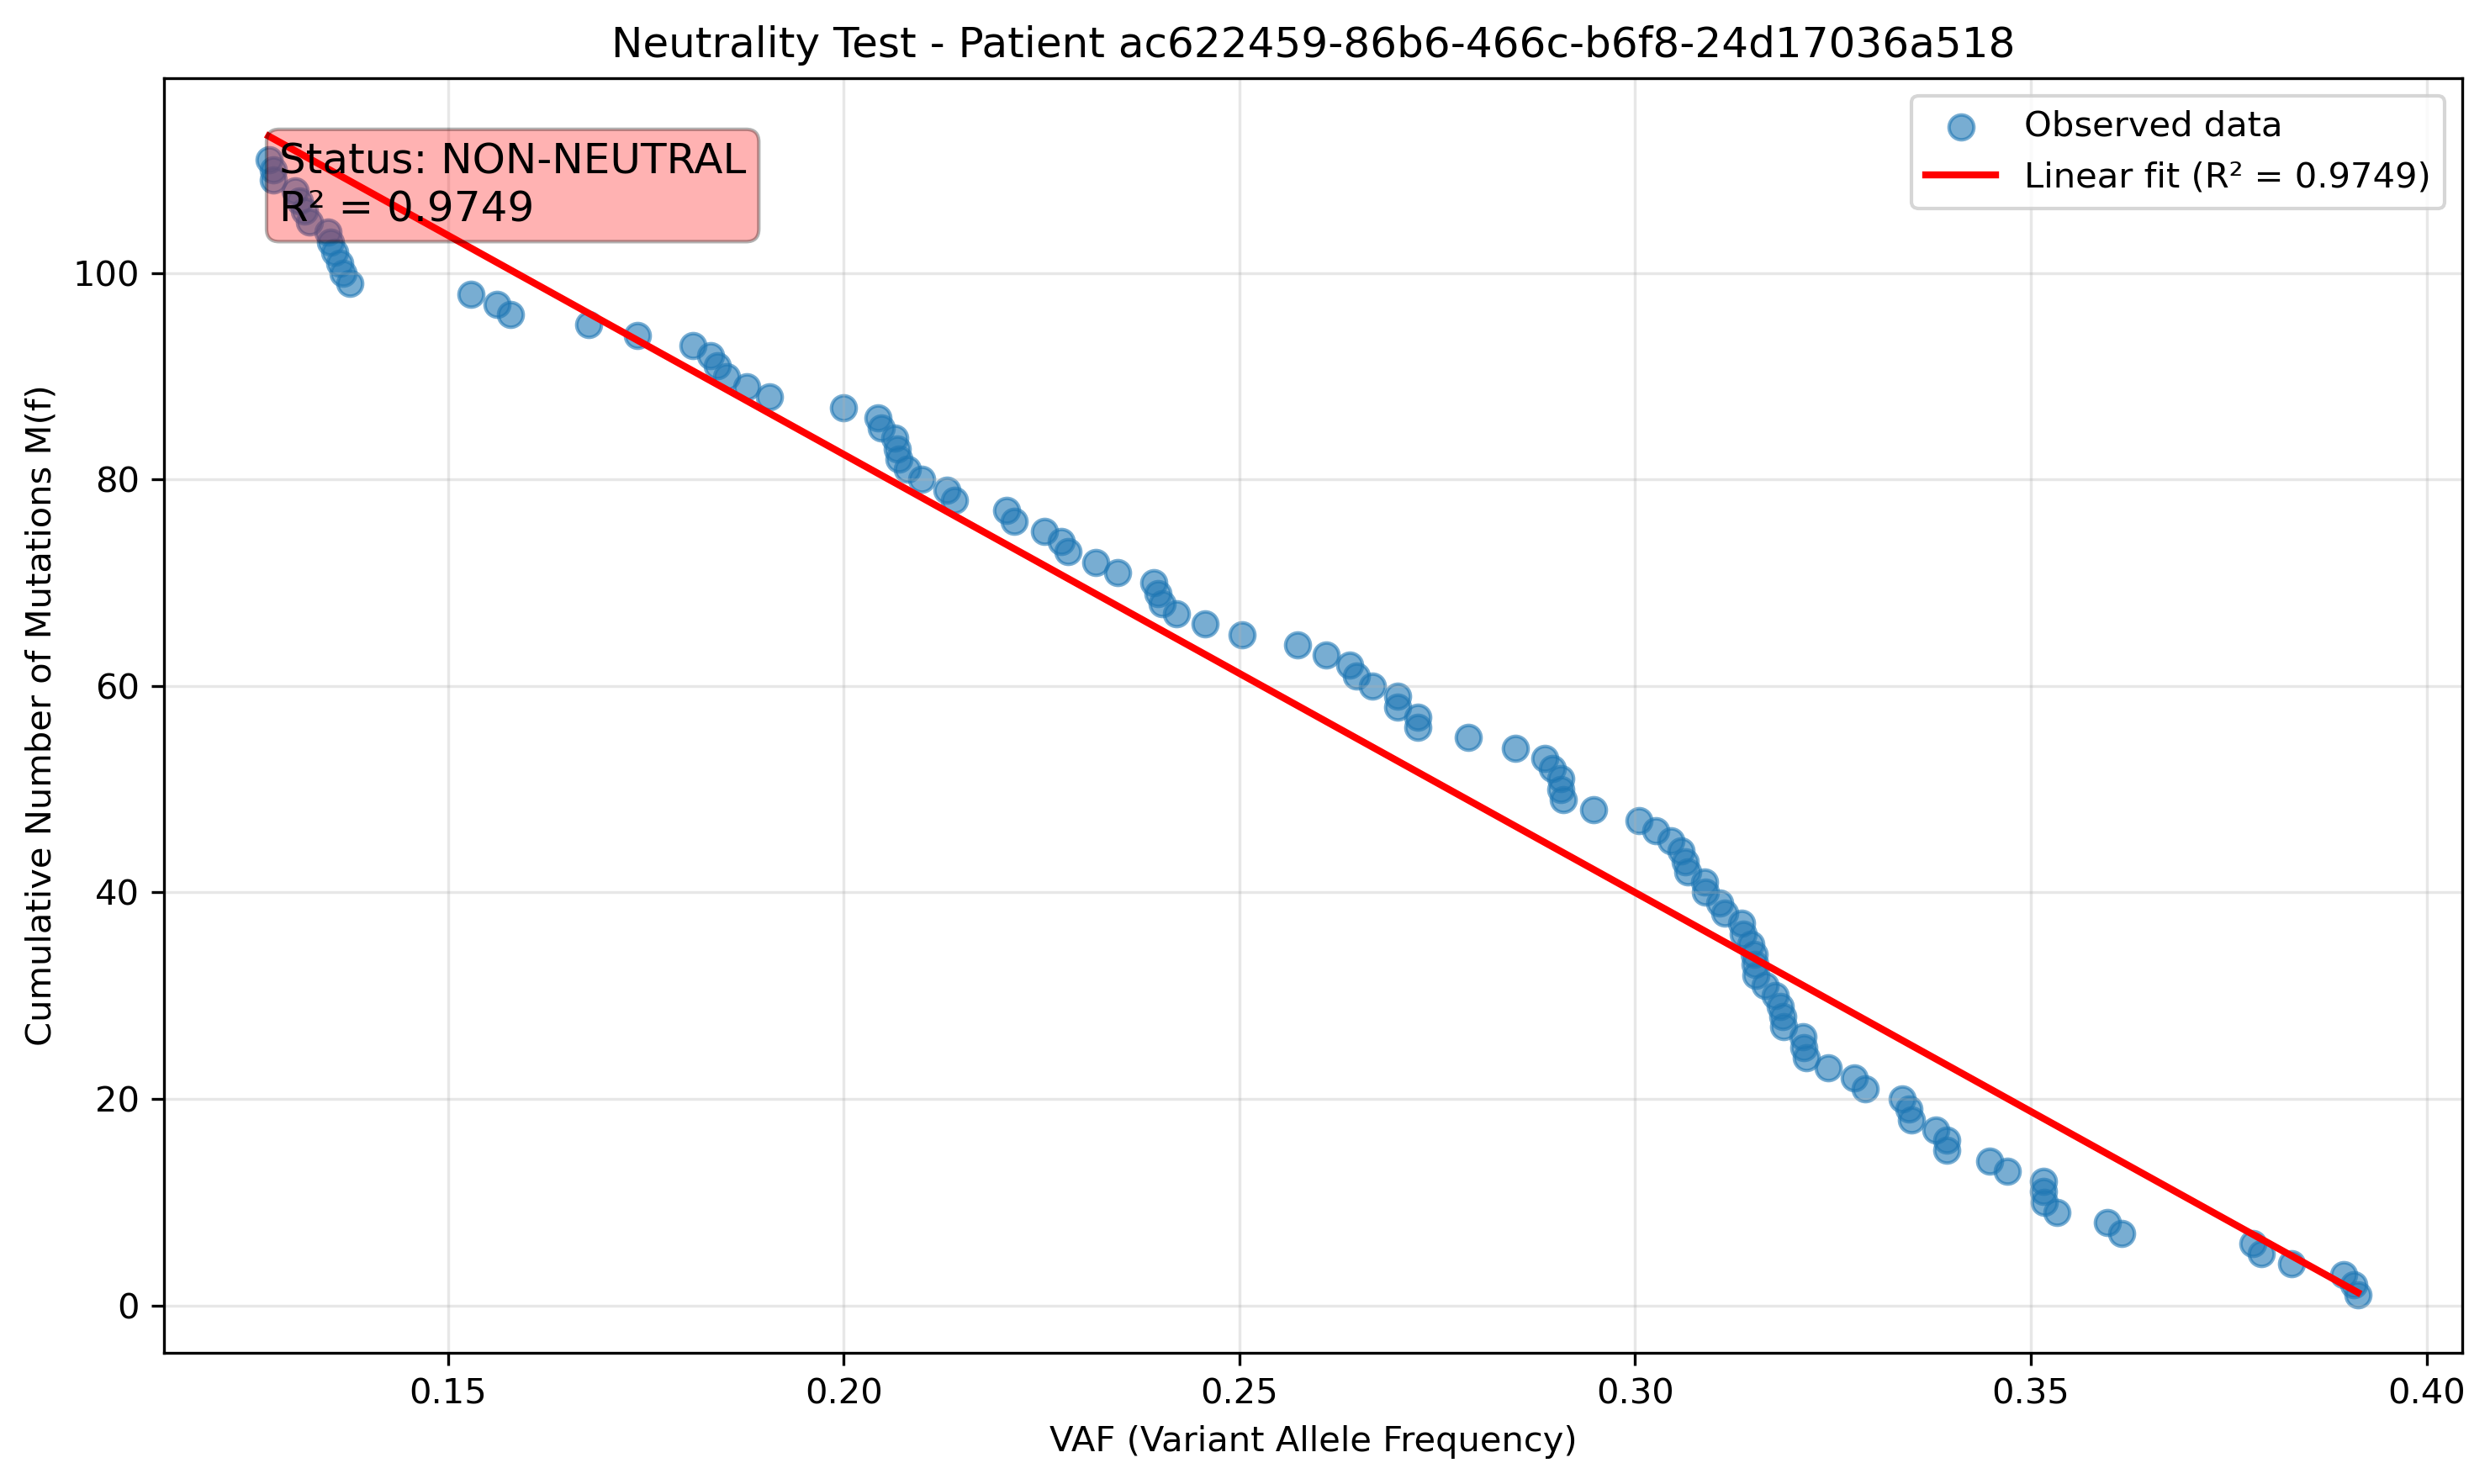 Neutrality Test - Patient ac622459-86b6-466c-b6f8-24d17036a518
Status: NON-NEUTRAL
R² = 0.9749
Observed data
Linear fit (R² = 0.9749)
Cumulative Number of Mutations M(f)
100
80
60
40
20
0
0.15
0.20
0.25
0.30
0.35
0.40
VAF (Variant Allele Frequency)